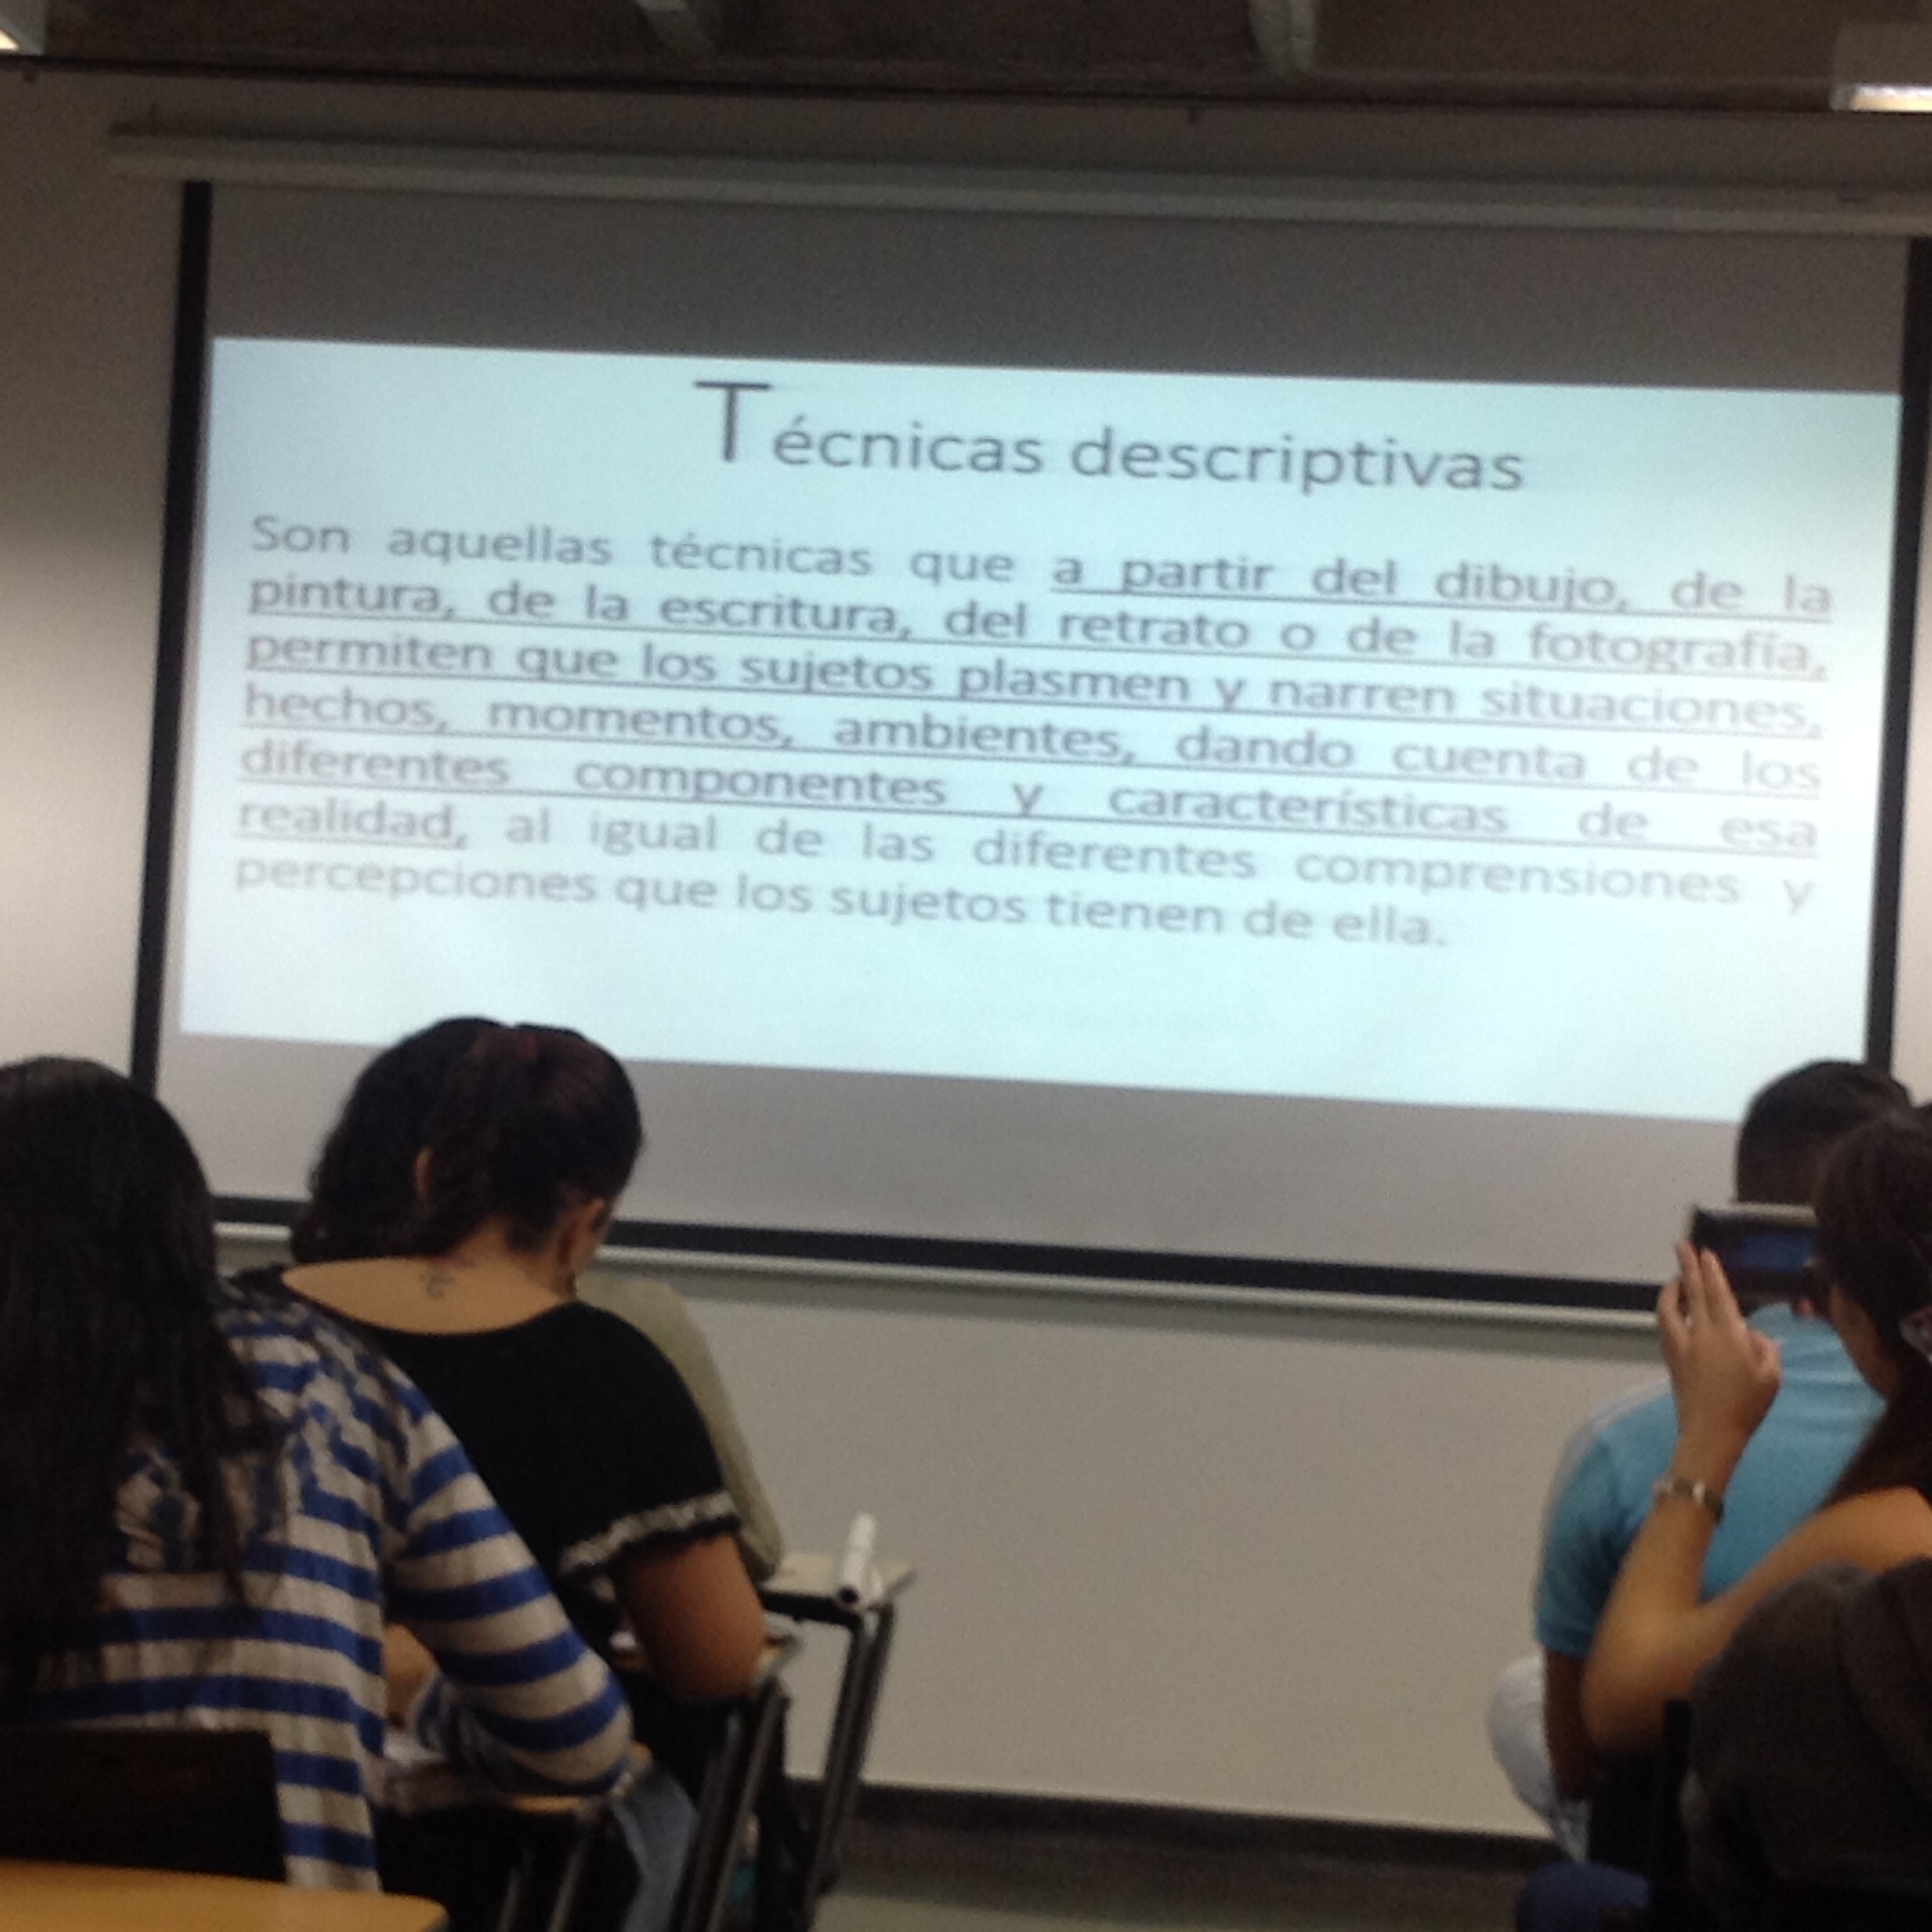 Técnicas descriptivas
Son aquellas técnicas que a partir del dibujo, de la
pintura, de la escritura, del retrato o de la fotografía,
permiten que los sujetos plasmen y narren situaciones,
hechos, momentos, ambientes, dando cuenta de los
diferentes componentes y características de esa
realidad, al igual de las diferentes comprensiones y
percepciones que los sujetos tienen de ella.